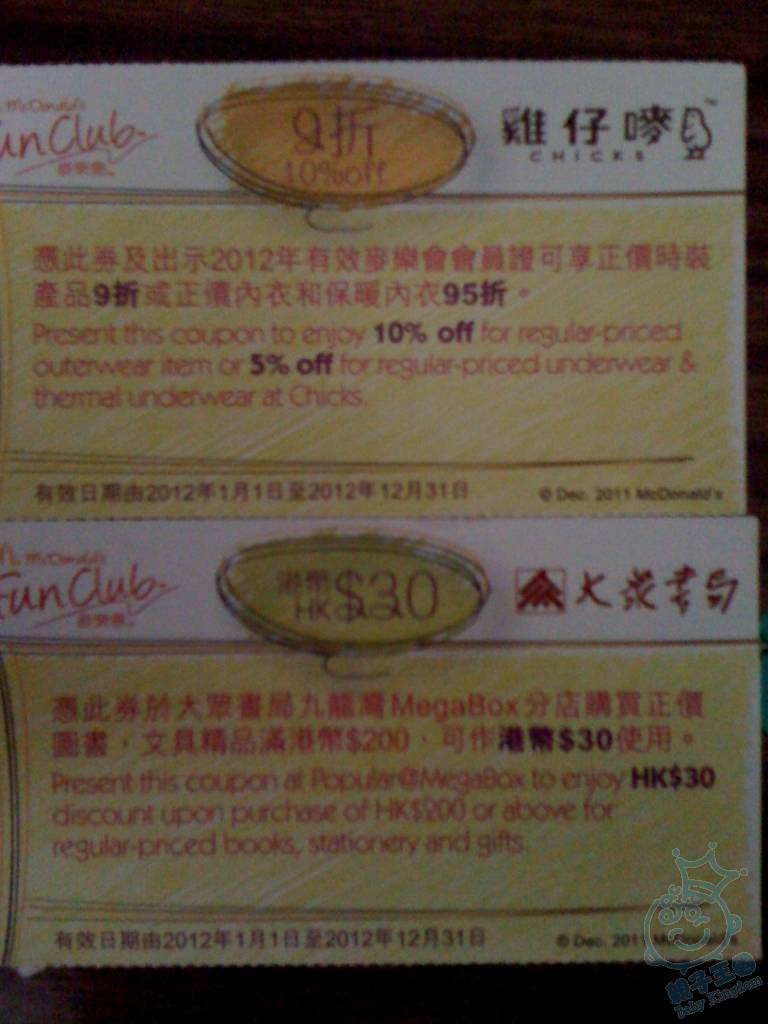 McDonald's
Fun Club
麥樂會
9折
10%off
雞仔嘜
CHICKS
憑此券及出示2012年有效麥樂會會員證可享正價時裝
產品9折或正價內衣和保暖內衣95折。
Present this coupon to enjoy 10% off for regular-priced
outerwear item or 5% off for regular-priced underwear &
thermal underwear at Chicks.
有效日期由2012年1月1日至2012年12月31日
© Dec. 2011 McDonald's
McDonald's
Fun Club
麥樂會
港幣
HK$30
大眾書局
憑此券於大眾書局九龍灣MegaBox分店購買正價
圖書，文具精品滿港幣$200，可作港幣$30使用。
Present this coupon at Popular@MegaBox to enjoy HK$30
discount upon purchase of HK$200 or above for
regular-priced books, stationery and gifts.
有效日期由2012年1月1日至2012年12月31日
© Dec. 2011 McDonald's
親子王國
Baby Kingdom